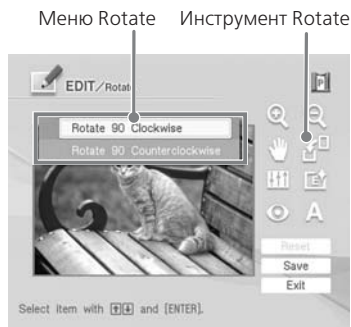 Меню Rotate Инструмент Rotate
EDIT/Rotate
P
Rotate 90 Clockwise
Rotate 90 Counterclockwise
A
Reset
Save
Exit
Select item with and [ENTER].